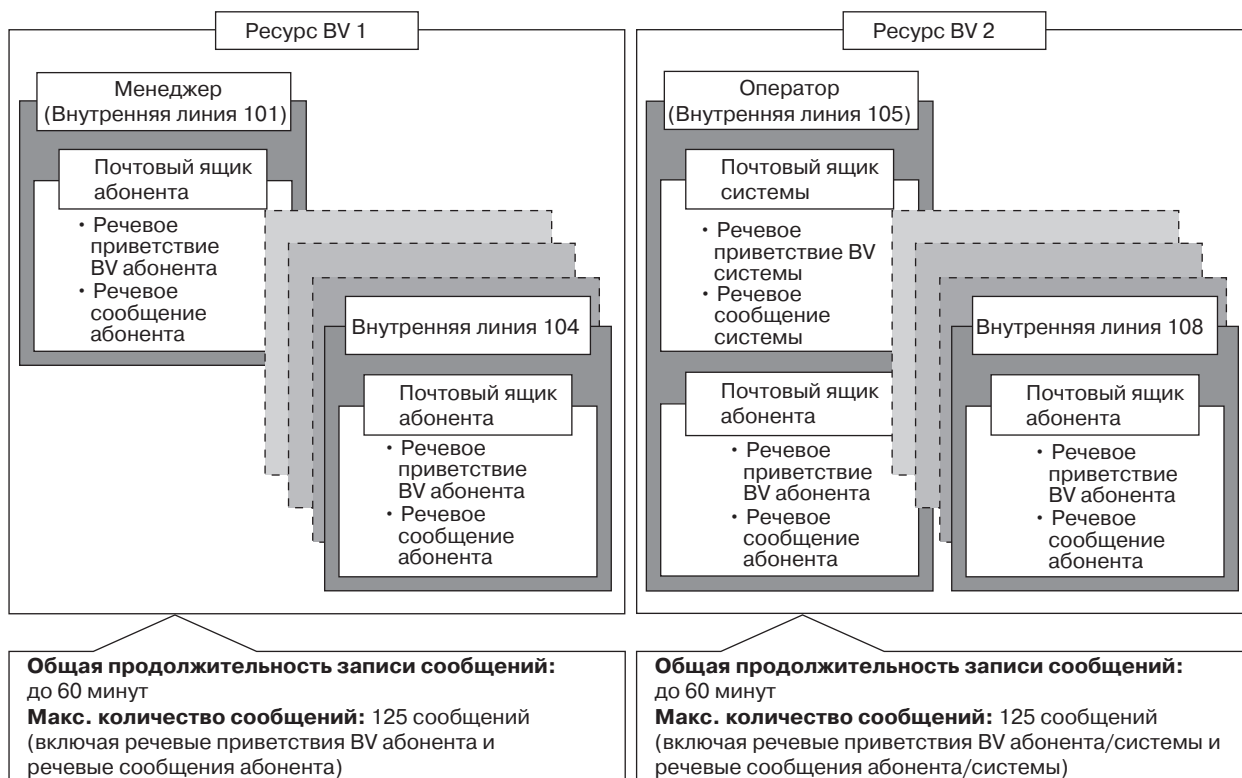 Ресурс BV 1
Менеджер
(Внутренняя линия 101)
Почтовый ящик
абонента
• Речевое
приветствие
BV абонента
• Речевое
сообщение
абонента
Внутренняя линия 104
Почтовый ящик
абонента
• Речевое
приветствие
BV абонента
• Речевое
сообщение
абонента
Общая продолжительность записи сообщений:
до 60 минут
Макс. количество сообщений: 125 сообщений
(включая речевые приветствия BV абонента и
речевые сообщения абонента)
Ресурс BV 2
Оператор
(Внутренняя линия 105)
Почтовый ящик
системы
• Речевое
приветствие BV
системы
• Речевое
сообщение
системы
Почтовый ящик
абонента
• Речевое
приветствие
BV абонента
• Речевое
сообщение
абонента
Внутренняя линия 108
Почтовый ящик
абонента
• Речевое
приветствие
BV абонента
• Речевое
сообщение
абонента
Общая продолжительность записи сообщений:
до 60 минут
Макс. количество сообщений: 125 сообщений
(включая речевые приветствия BV абонента/системы и
речевые сообщения абонента/системы)